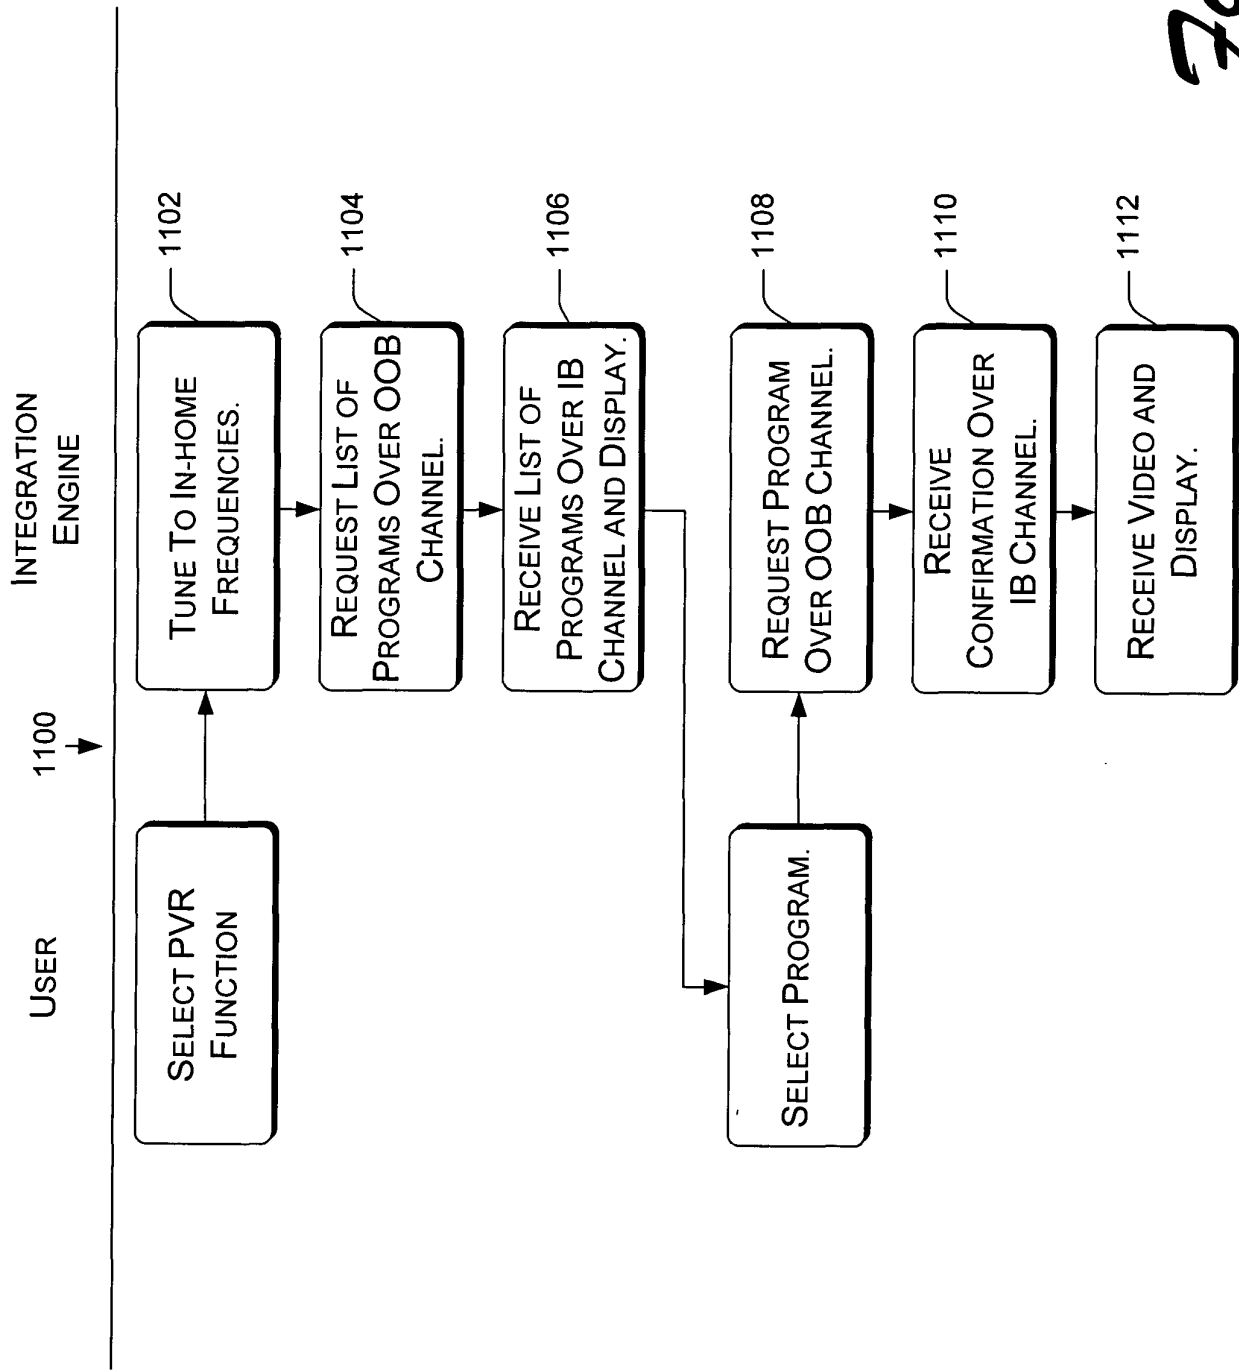 USER
1100
INTEGRATION
ENGINE
SELECT PVR
FUNCTION
TUNE TO IN-HOME
FREQUENCIES.
1102
REQUEST LIST OF
PROGRAMS OVER OOB
CHANNEL.
1104
RECEIVE LIST OF
PROGRAMS OVER IB
CHANNEL AND DISPLAY.
1106
SELECT PROGRAM.
REQUEST PROGRAM
OVER OOB CHANNEL.
1108
RECEIVE
CONFIRMATION OVER
IB CHANNEL.
1110
RECEIVE VIDEO AND
DISPLAY.
1112